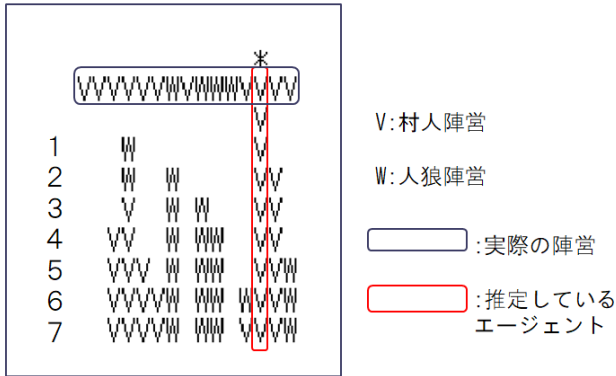 *
VVVVVVWVWWWVVVV
V
1 W V
2 W W VV
3 V W W VV
4 VV W WW VV
5 VVV W WW VVW
6 VVVVW WW WVVW
7 VVVVW WW VVVW
V:村人陣営
W:人狼陣営
:実際の陣営
:推定している
エージェント